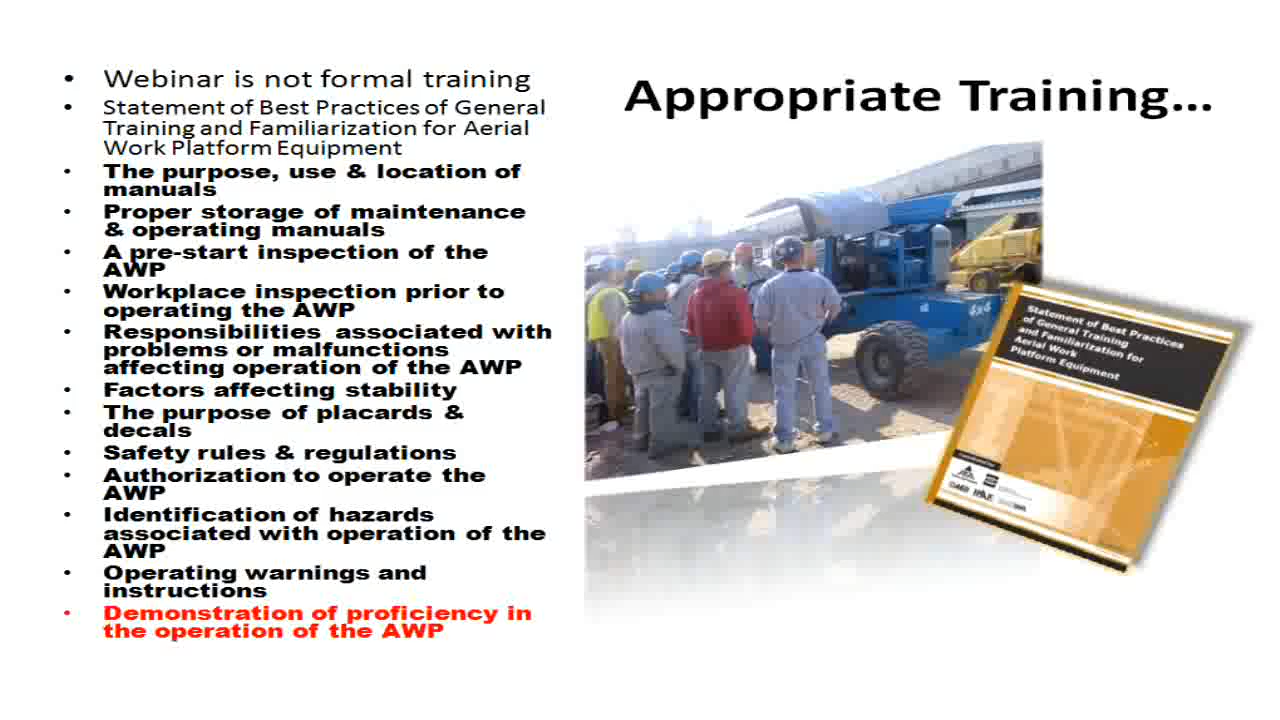 Appropriate Training...
• Webinar is not formal training
• Statement of Best Practices of General
Training and Familiarization for Aerial
Work Platform Equipment
• The purpose, use & location of
manuals
• Proper storage of maintenance
& operating manuals
• A pre-start inspection of the
AWP
• Workplace inspection prior to
operating the AWP
• Responsibilities associated with
problems or malfunctions
affecting operation of the AWP
• Factors affecting stability
• The purpose of placards &
decals
• Safety rules & regulations
• Authorization to operate the
AWP
• Identification of hazards
associated with operation of the
AWP
• Operating warnings and
instructions
• Demonstration of proficiency in
the operation of the AWP
4x4
Statement of Best Practices
of General Training
and Familiarization for
Aerial Work
Platform Equipment